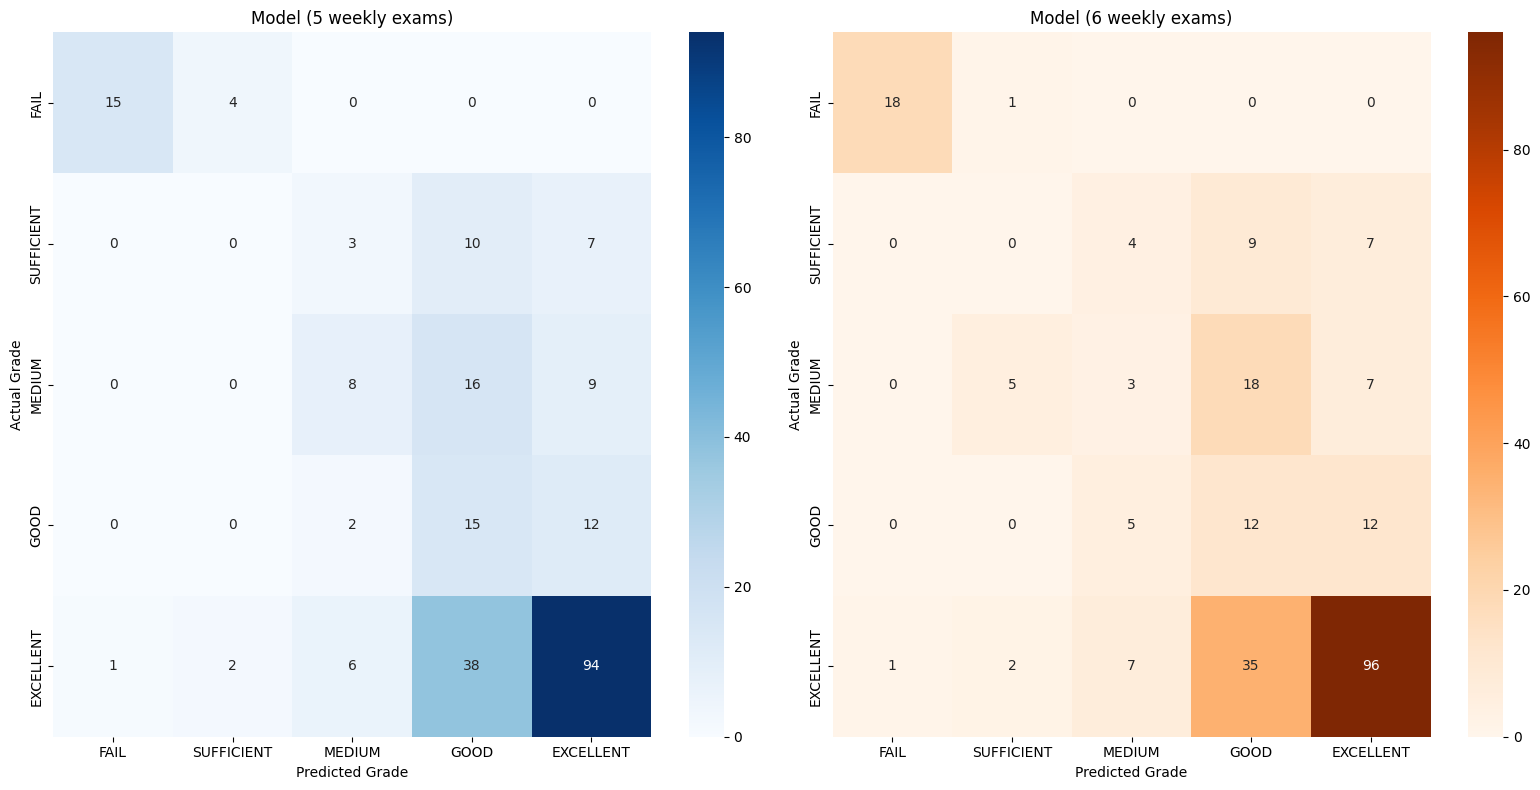 Model (5 weekly exams)
Actual Grade
FAIL
15 4 0 0 0
SUFFICIENT
0 0 3 10 7
MEDIUM
0 0 8 16 9
GOOD
0 0 2 15 12
EXCELLENT
1 2 6 38 94
FAIL SUFFICIENT MEDIUM GOOD EXCELLENT
Predicted Grade
80
60
40
20
0
Model (6 weekly exams)
Actual Grade
FAIL
18 1 0 0 0
SUFFICIENT
0 0 4 9 7
MEDIUM
0 5 3 18 7
GOOD
0 0 5 12 12
EXCELLENT
1 2 7 35 96
FAIL SUFFICIENT MEDIUM GOOD EXCELLENT
Predicted Grade
80
60
40
20
0